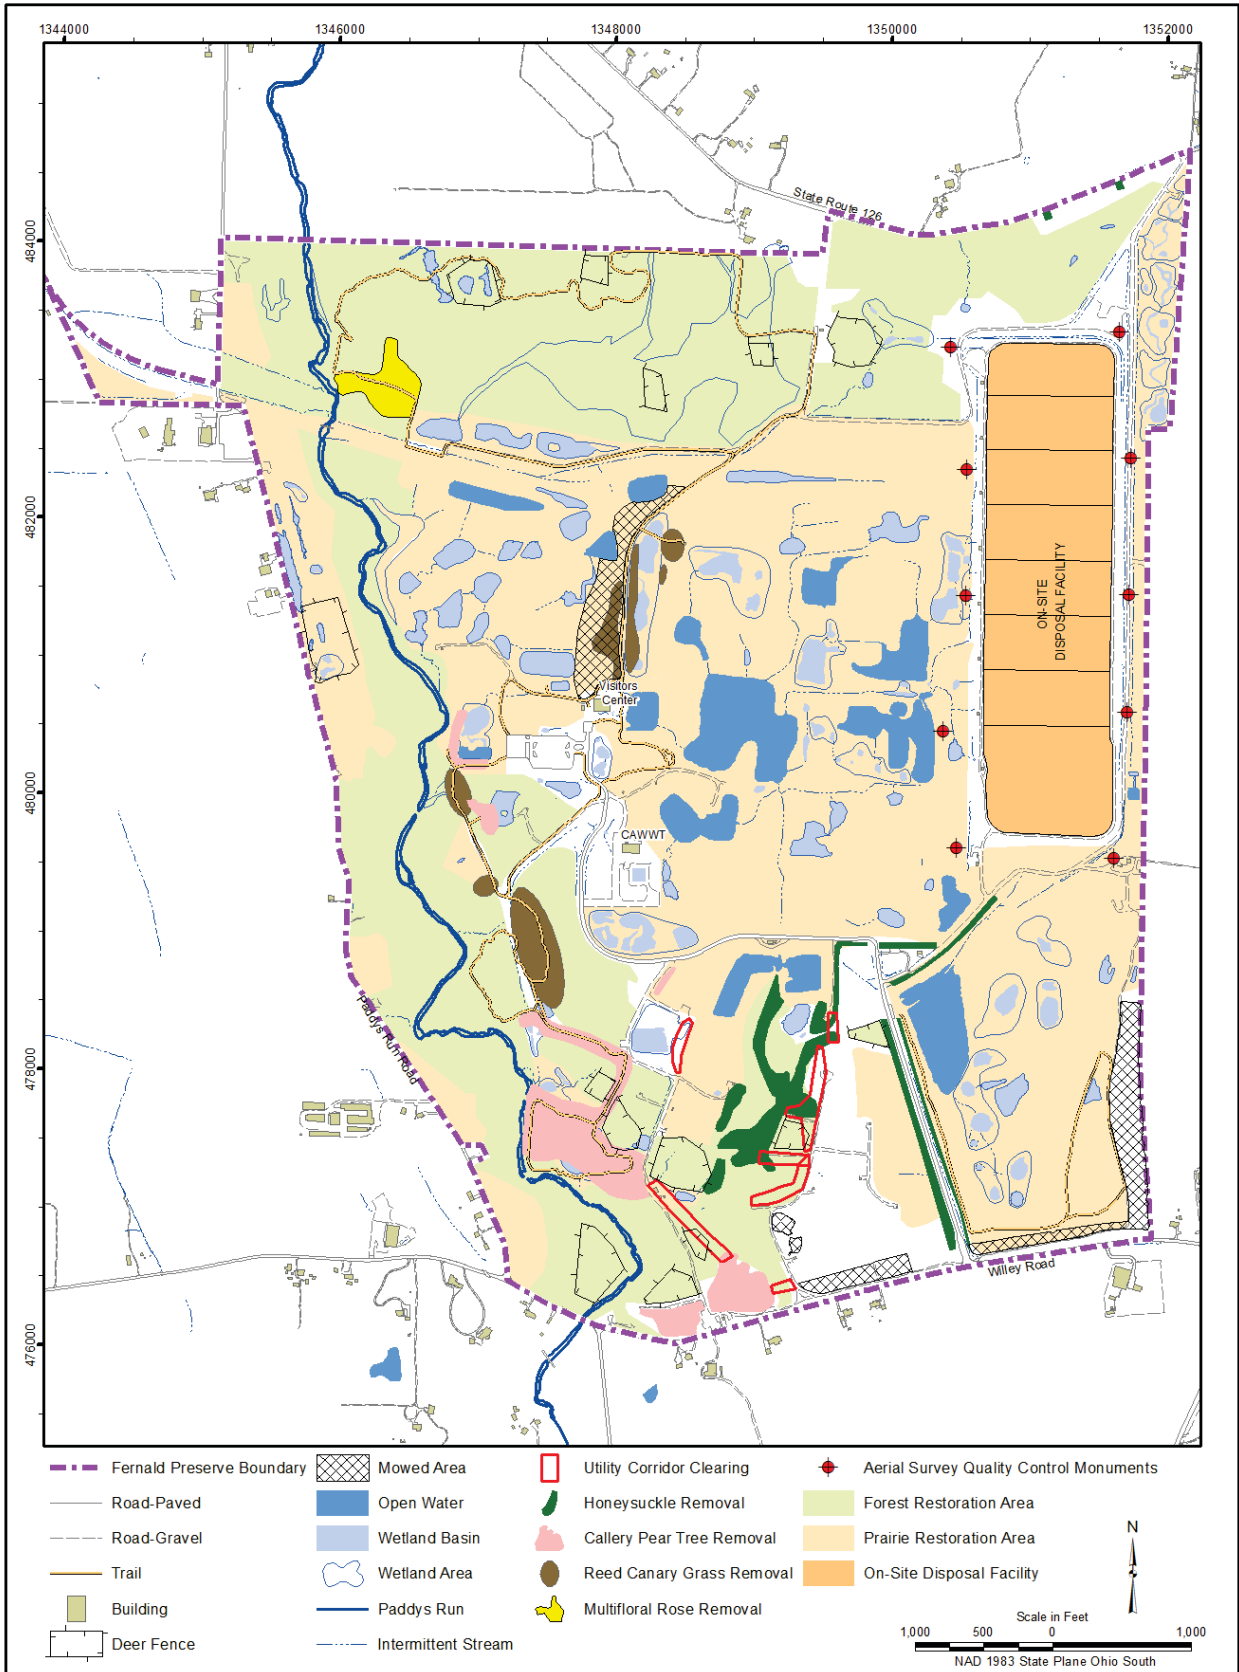 1344000
1346000
1348000
1350000
1352000
484000
482000
480000
478000
476000
State Route 126
ON-SITE
DISPOSAL FACILITY
Visitors
Center
CAWWT
Paddys Run Road
Willey Road
Fernald Preserve Boundary
Road-Paved
Road-Gravel
Trail
Building
Deer Fence
Mowed Area
Open Water
Wetland Basin
Wetland Area
Paddys Run
Intermittent Stream
Utility Corridor Clearing
Honeysuckle Removal
Callery Pear Tree Removal
Reed Canary Grass Removal
Multifloral Rose Removal
Aerial Survey Quality Control Monuments
Forest Restoration Area
Prairie Restoration Area
On-Site Disposal Facility
N
Scale in Feet
1,000 500 0 1,000
NAD 1983 State Plane Ohio South